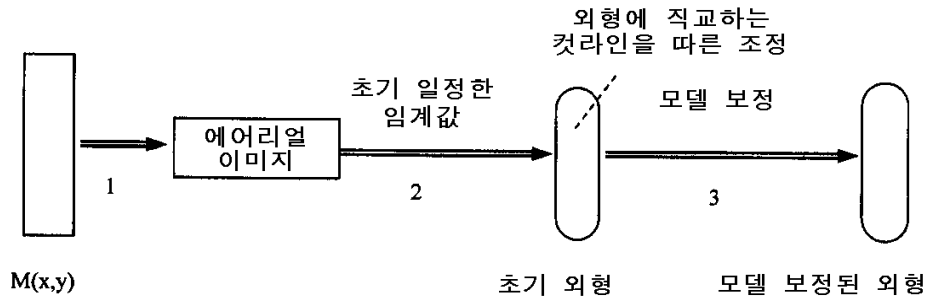 외형에 직교하는
컷라인을 따른 조정
초기 일정한
임계값
모델 보정
에어리얼
이미지
1
2
3
M(x,y)
초기 외형
모델 보정된 외형